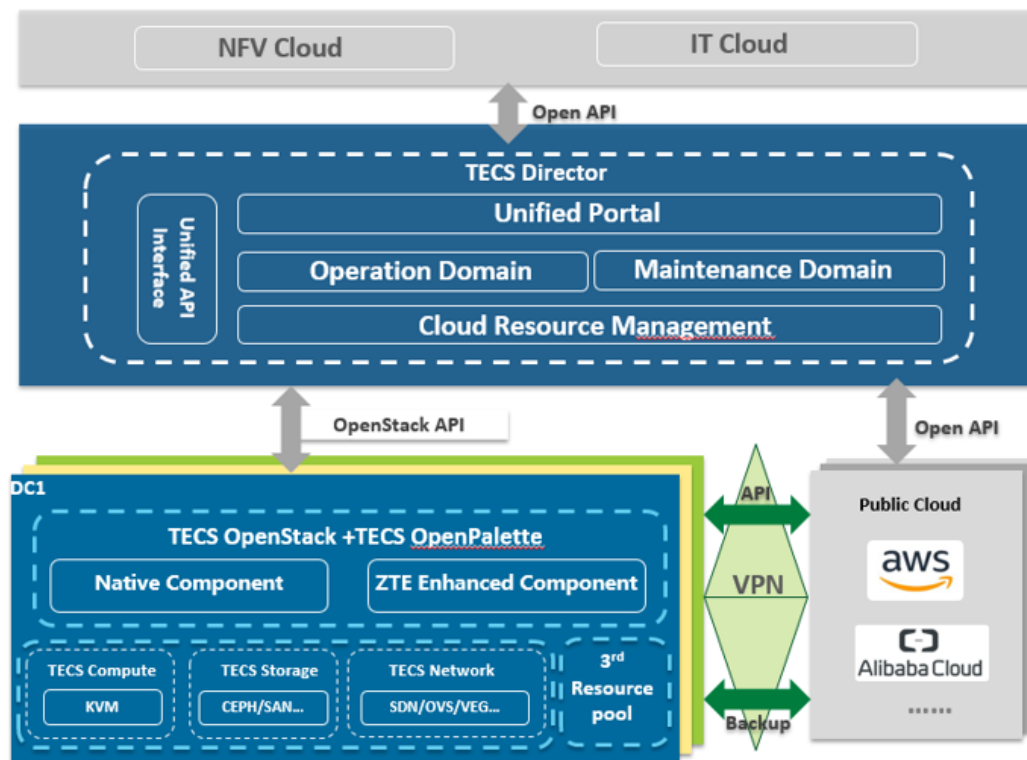 NFV Cloud
IT Cloud
Open API
TECS Director
Unified API
Interface
Unified Portal
Operation Domain
Maintenance Domain
Cloud Resource Management
OpenStack API
Open API
DC1
TECS OpenStack +TECS OpenPalette
Native Component
ZTE Enhanced Component
TECS Compute
KVM
TECS Storage
CEPH/SAN...
TECS Network
SDN/OVS/VEG...
3rd
Resource
pool
API
VPN
Backup
Public Cloud
aws
Alibaba Cloud
......